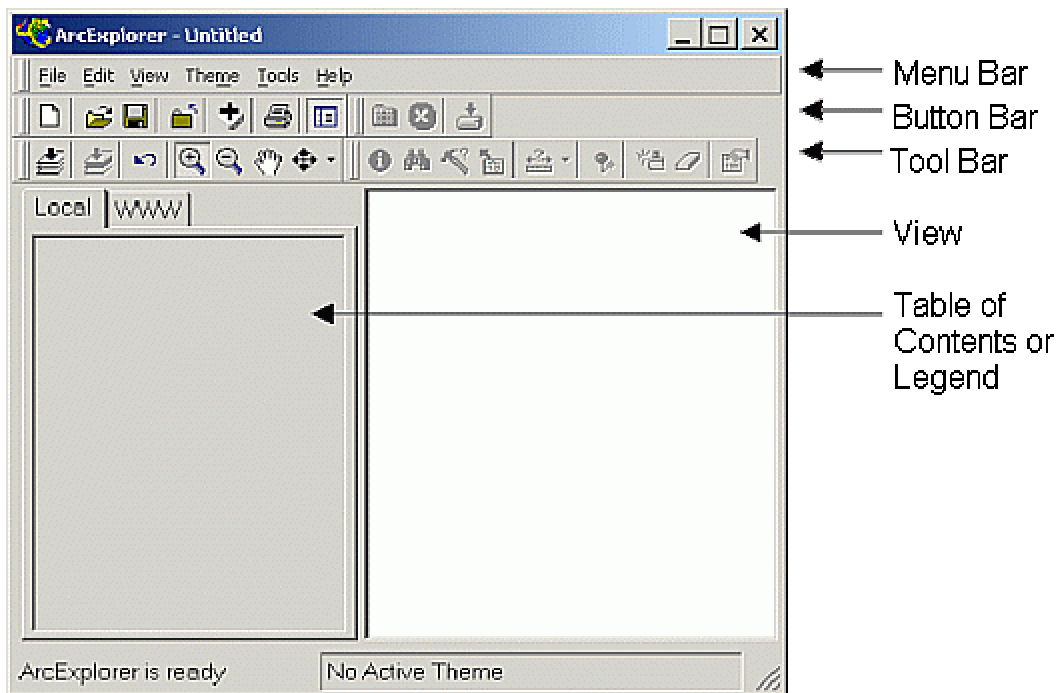 ArcExplorer - Untitled
File Edit View Theme Tools Help
Menu Bar
Button Bar
Tool Bar
Local WWW
View
Table of
Contents or
Legend
ArcExplorer is ready
No Active Theme